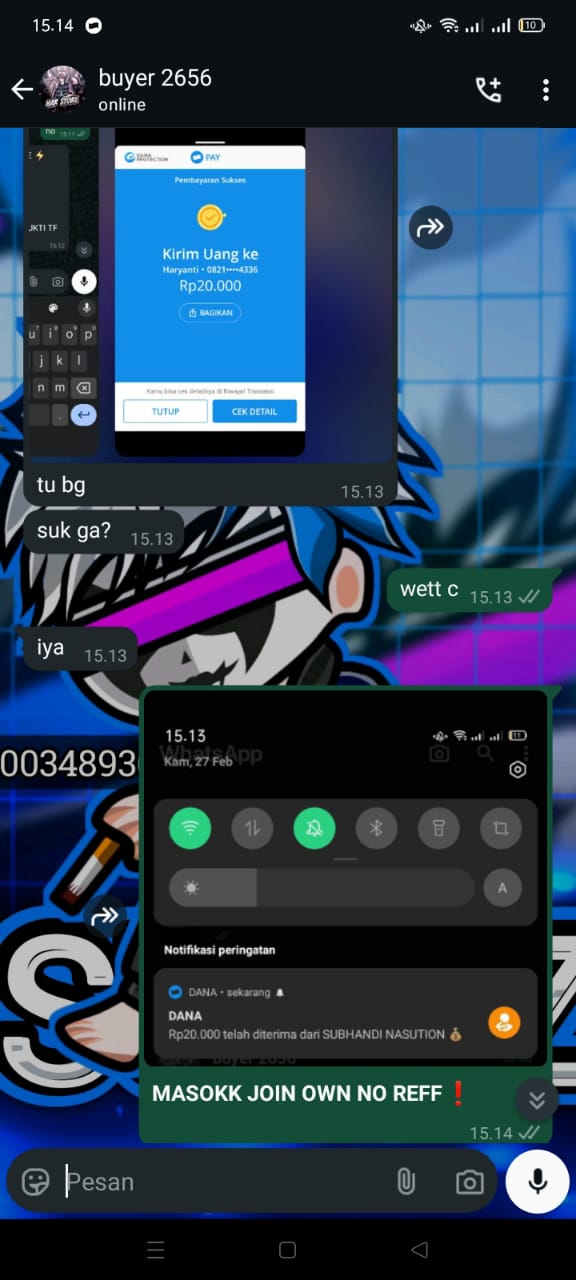 15.14
10
buyer 2656
online
HAR STORE
no 15.11
JKTI TF
15.12
DANA PROTECTION
PAY
Pembayaran Sukses
Kirim Uang ke
Haryanti • 0821••••4336
Rp20.000
BAGIKAN
Kamu bisa cek detailnya di Riwayat Transaksi
TUTUP
CEK DETAIL
u i o p
j k l
n m
.
tu bg
15.13
suk ga?
15.13
wett c
15.13
iya
15.13
0034893
15.13
11
WhatsApp
Kam, 27 Feb
A
Notifikasi peringatan
DANA • sekarang
DANA
Rp20.000 telah diterima dari SUBHANDI NASUTION 💰
buyer 2656
MASOKK JOIN OWN NO REFF ❗
15.14
Pesan